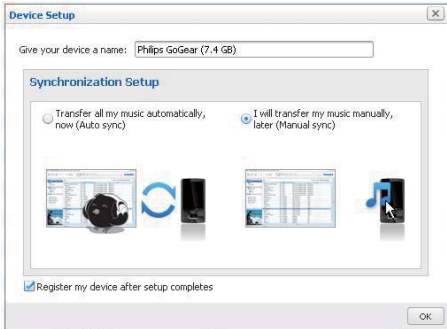 Device Setup
Give your device a name: Philips GoGear (7.4 GB)
Synchronization Setup
Transfer all my music automatically, now (Auto sync)
I will transfer my music manually, later (Manual sync)
Register my device after setup completes
OK